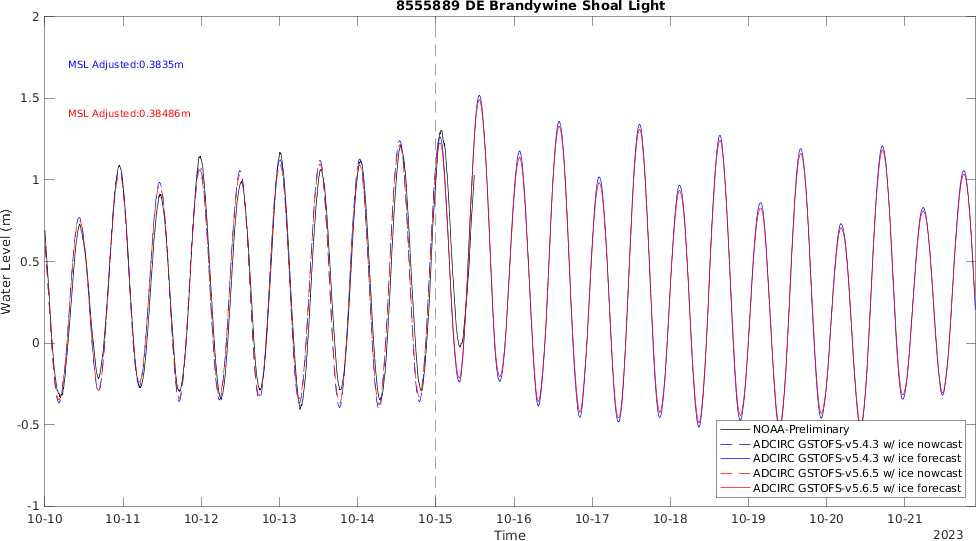 8555889 DE Brandywine Shoal Light
2
1.5
1
0.5
0
-0.5
-1
Water Level (m)
MSL Adjusted:0.3835m
MSL Adjusted:0.38486m
NOAA-Preliminary
ADCIRC GSTOFS-v5.4.3 w/ ice nowcast
ADCIRC GSTOFS-v5.4.3 w/ ice forecast
ADCIRC GSTOFS-v5.6.5 w/ ice nowcast
ADCIRC GSTOFS-v5.6.5 w/ ice forecast
10-10 10-11 10-12 10-13 10-14 10-15 10-16 10-17 10-18 10-19 10-20 10-21
Time
2023